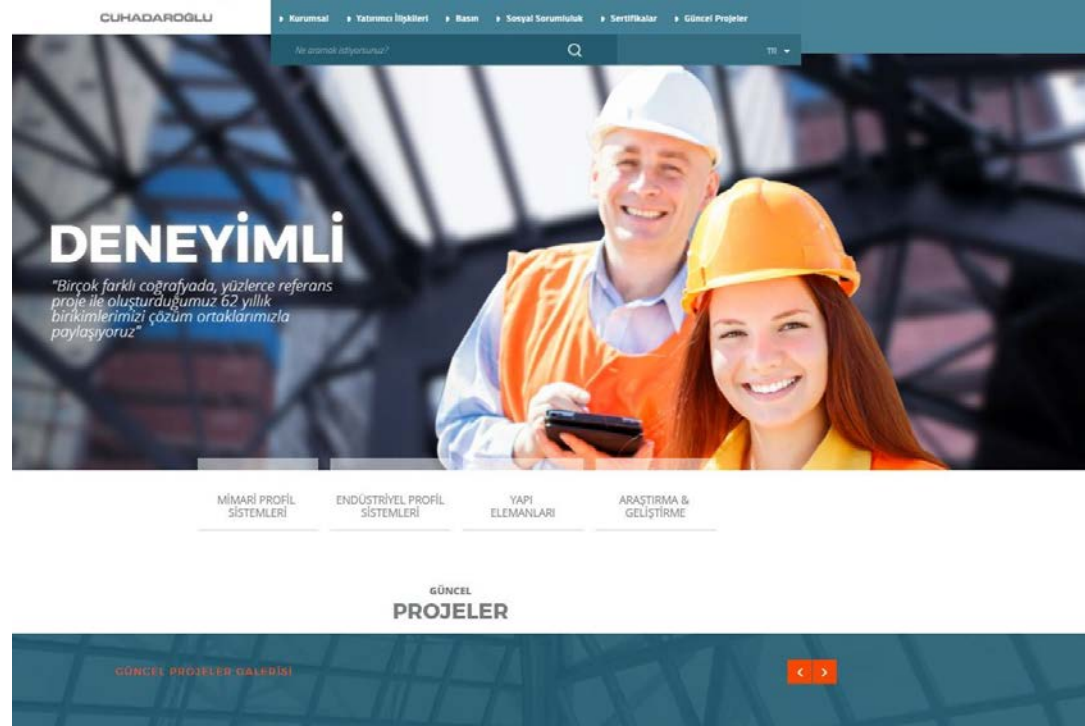 ÇUHADAROĞLU
Kurumsal Yatırımcı İlişkileri Basın Sosyal Sorumluluk Sertifikalar Güncel Projeler
Ne aramak istiyorsunuz? TR
DENEYİMLİ
"Birçok farklı coğrafyada, yüzlerce referans
proje ile oluşturduğumuz 62 yıllık
birikimlerimizi çözüm ortaklarımızla
paylaşıyoruz"
MİMARİ PROFİL
SİSTEMLERİ
ENDÜSTRİYEL PROFİL
SİSTEMLERİ
YAPI
ELEMANLARI
ARAŞTIRMA &
GELİŞTİRME
GÜNCEL
PROJELER
GÜNCEL PROJELER GALERİSİ